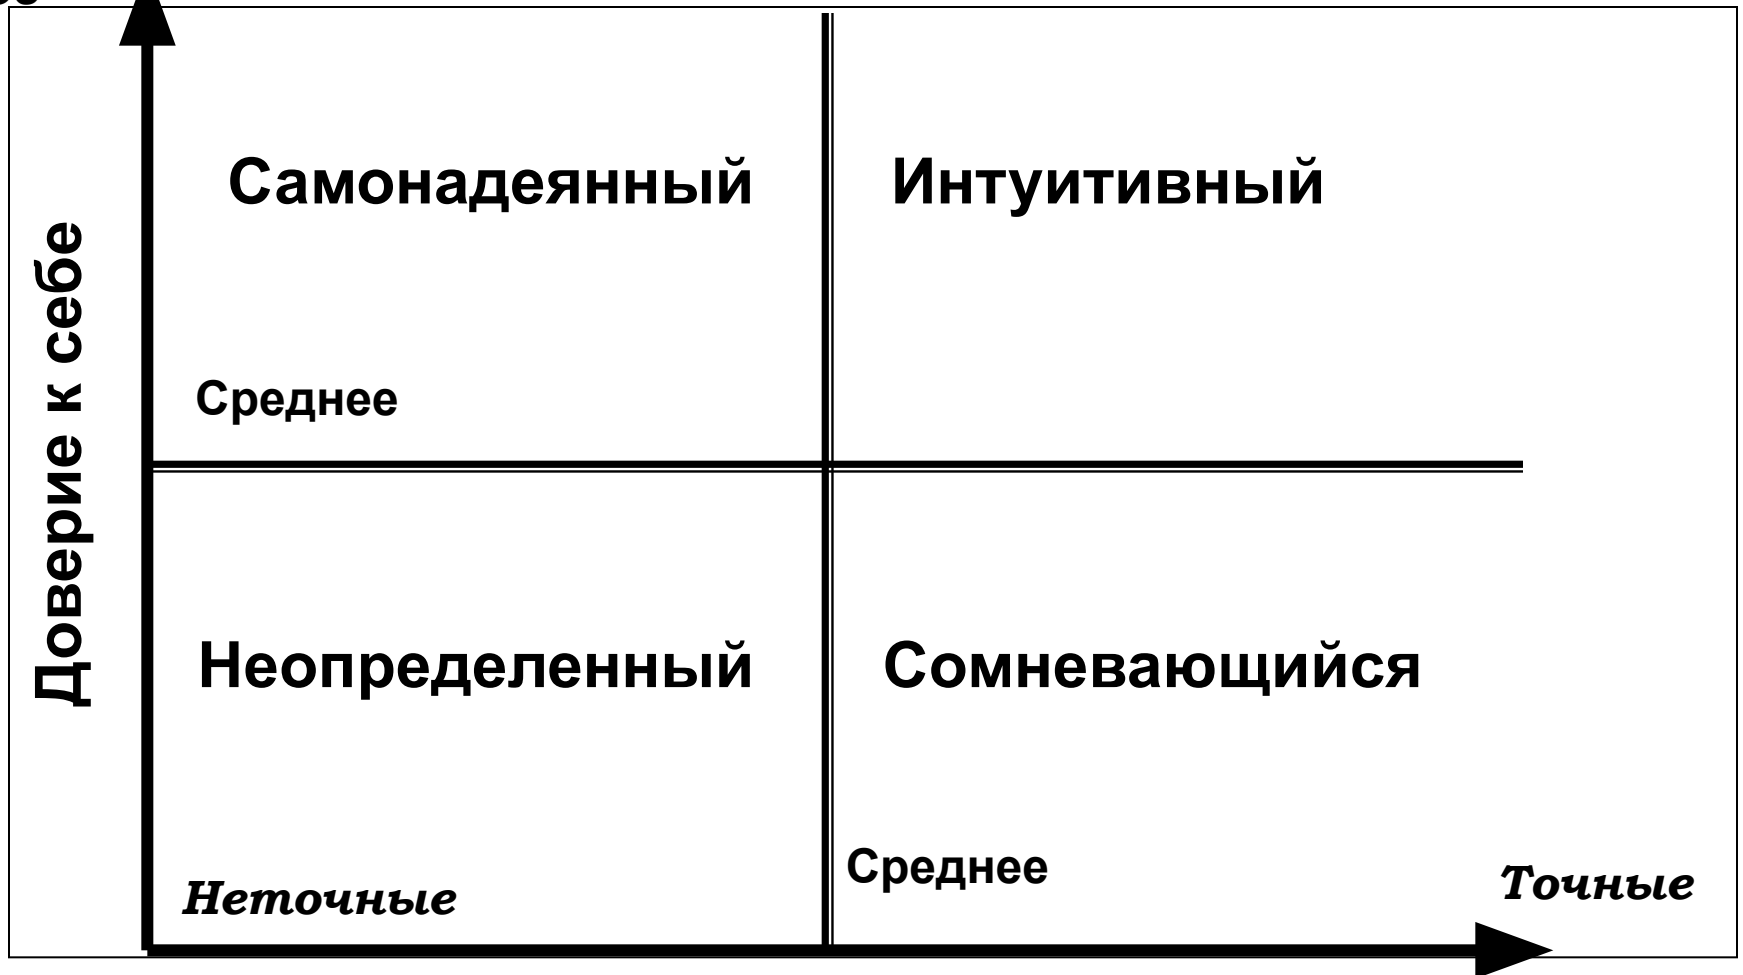 Самонадеянный
Интуитивный
Доверие к себе
Среднее
Неопределенный
Сомневающийся
Среднее
Неточные
Точные